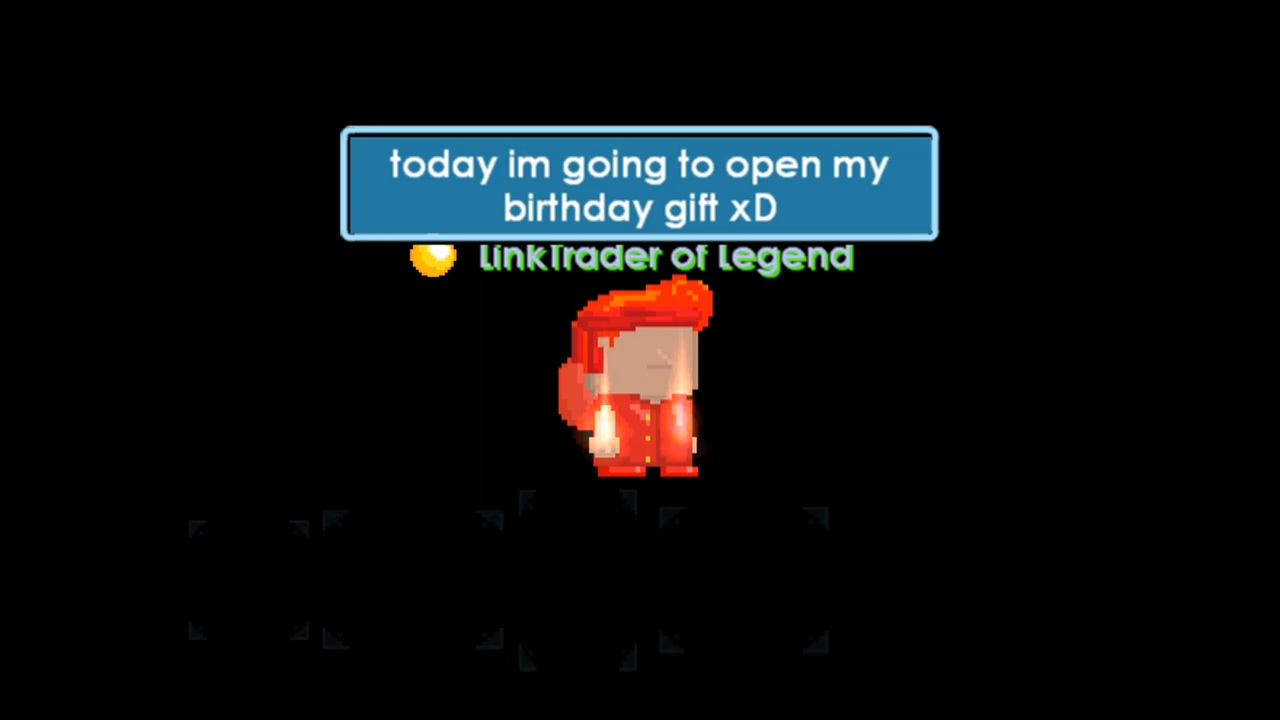 today im going to open my
birthday gift xD
LinkTrader of Legend